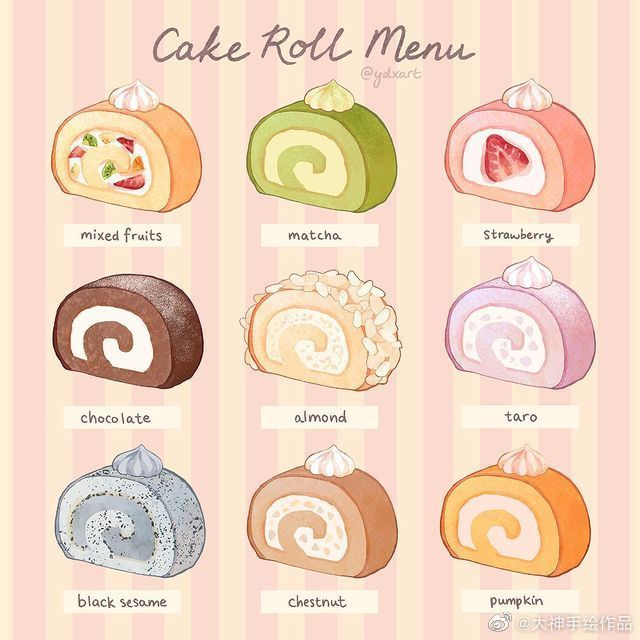 Cake Roll Menu
@ydxart
mixed fruits
matcha
strawberry
chocolate
almond
taro
black sesame
chestnut
pumpkin
@大神手绘作品